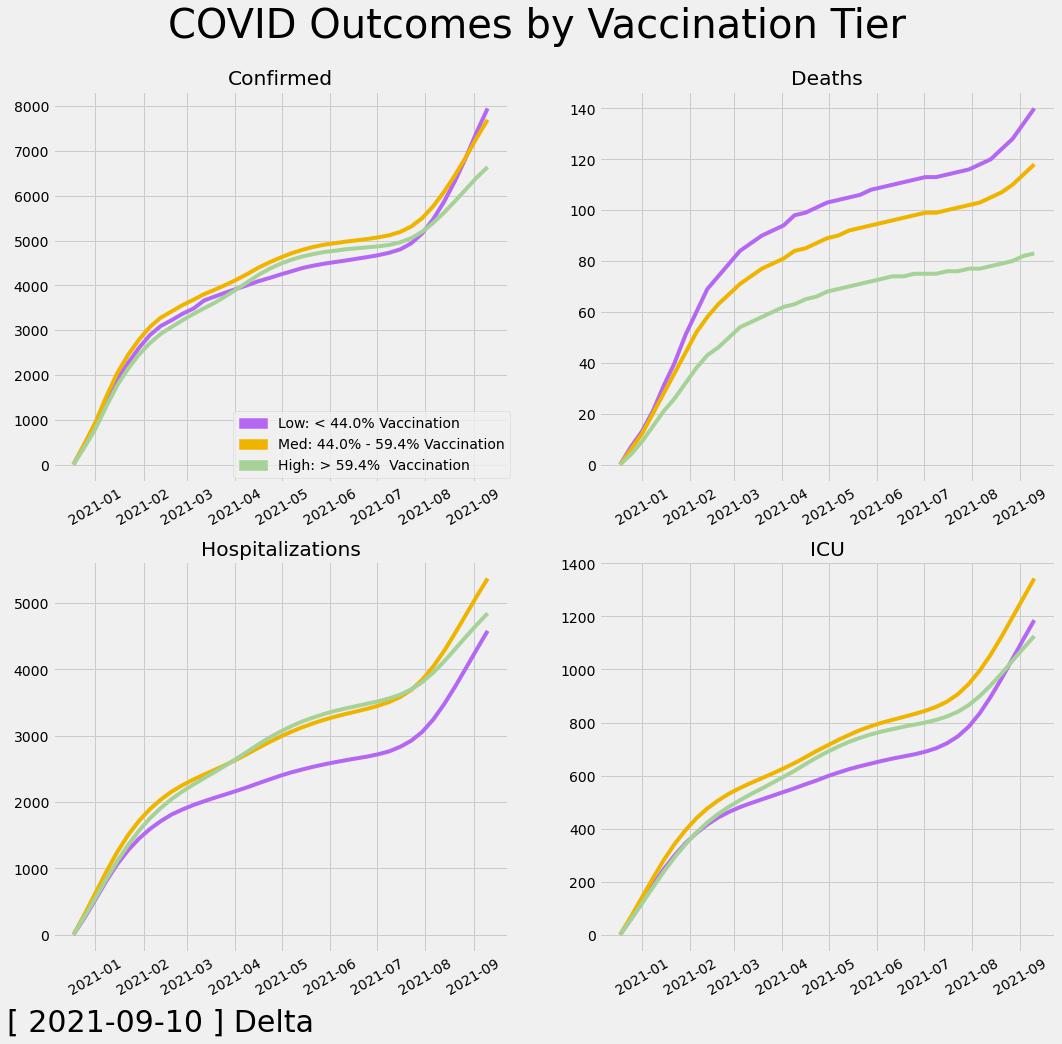 COVID Outcomes by Vaccination Tier
Confirmed
8000
7000
6000
5000
4000
3000
2000
1000
0
Low: < 44.0% Vaccination
Med: 44.0% - 59.4% Vaccination
High: > 59.4%  Vaccination
2021-01 2021-02 2021-03 2021-04 2021-05 2021-06 2021-07 2021-08 2021-09
Deaths
140
120
100
80
60
40
20
0
2021-01 2021-02 2021-03 2021-04 2021-05 2021-06 2021-07 2021-08 2021-09
Hospitalizations
5000
4000
3000
2000
1000
0
2021-01 2021-02 2021-03 2021-04 2021-05 2021-06 2021-07 2021-08 2021-09
ICU
1400
1200
1000
800
600
400
200
0
2021-01 2021-02 2021-03 2021-04 2021-05 2021-06 2021-07 2021-08 2021-09
[ 2021-09-10 ] Delta